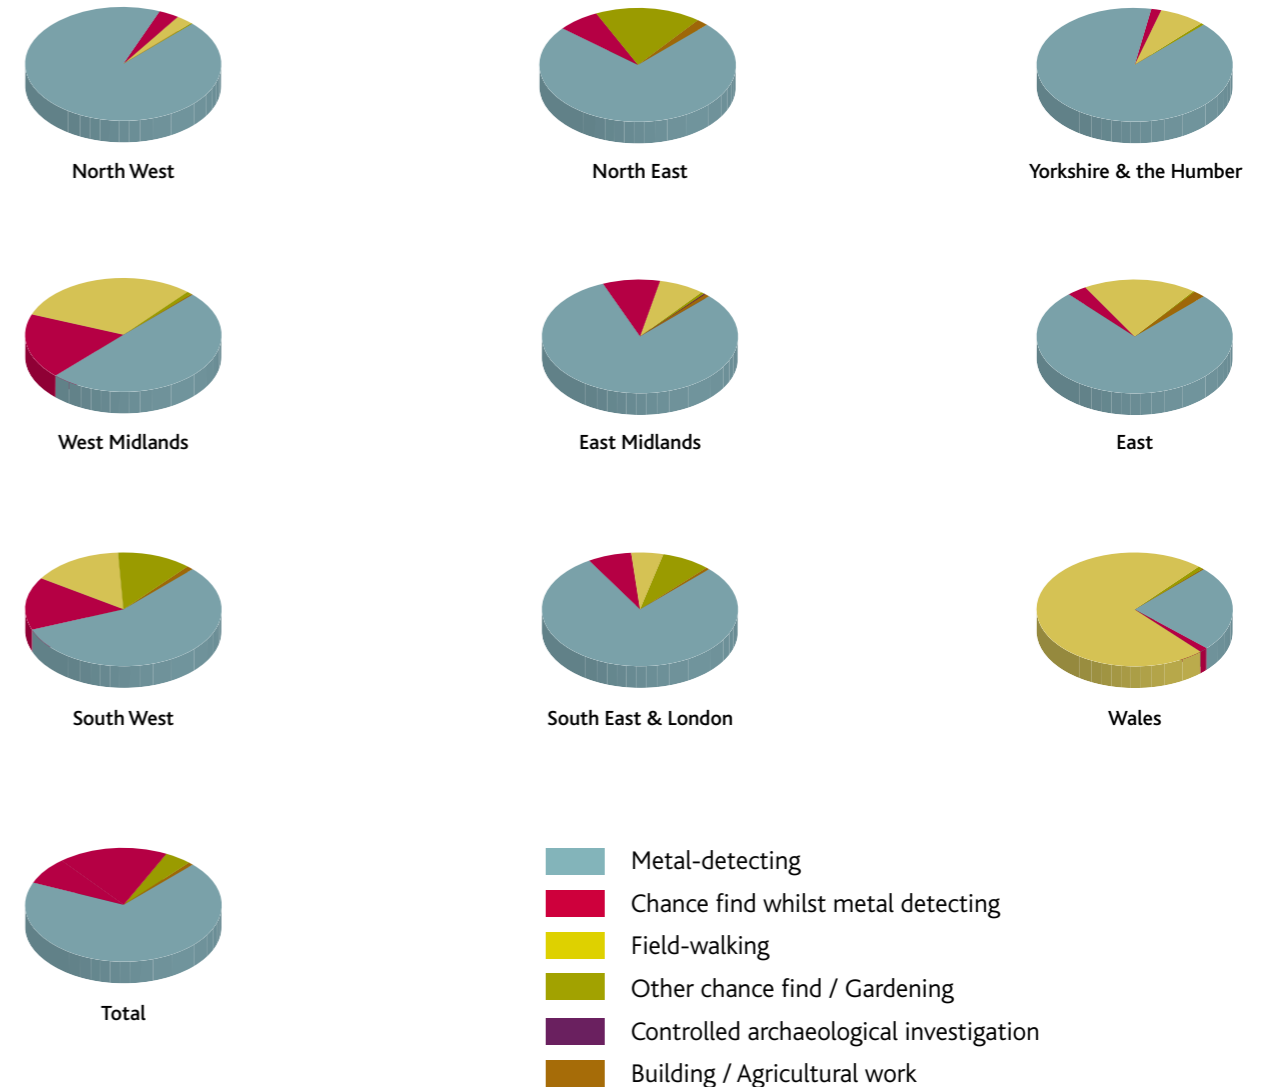 North West
North East
Yorkshire & the Humber
West Midlands
East Midlands
East
South West
South East & London
Wales
Total
Metal-detecting
Chance find whilst metal detecting
Field-walking
Other chance find / Gardening
Controlled archaeological investigation
Building / Agricultural work